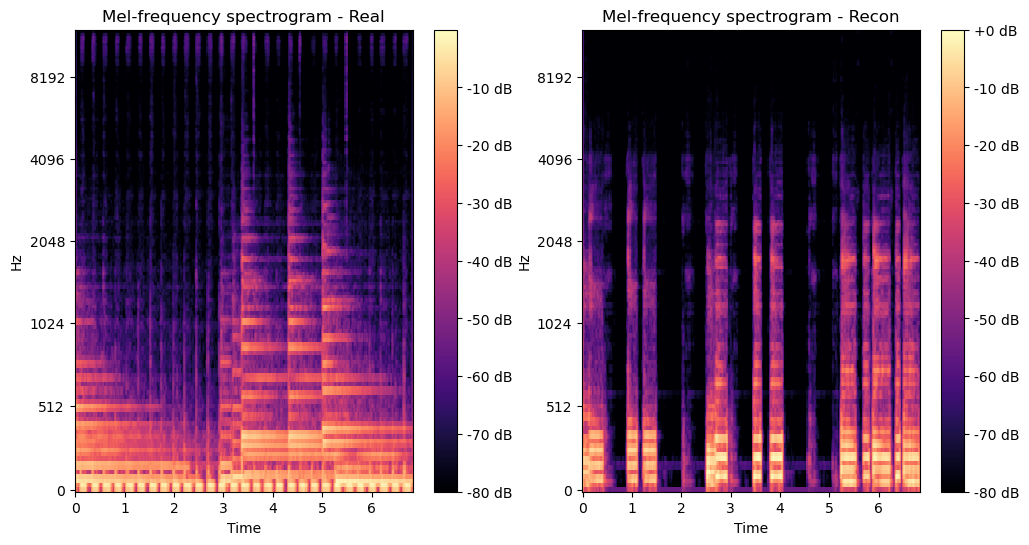 Mel-frequency spectrogram - Real
8192
4096
2048
1024
512
0
Hz
0 1 2 3 4 5 6
Time
-10 dB
-20 dB
-30 dB
-40 dB
-50 dB
-60 dB
-70 dB
-80 dB
Mel-frequency spectrogram - Recon
8192
4096
2048
1024
512
0
Hz
0 1 2 3 4 5 6
Time
+0 dB
-10 dB
-20 dB
-30 dB
-40 dB
-50 dB
-60 dB
-70 dB
-80 dB